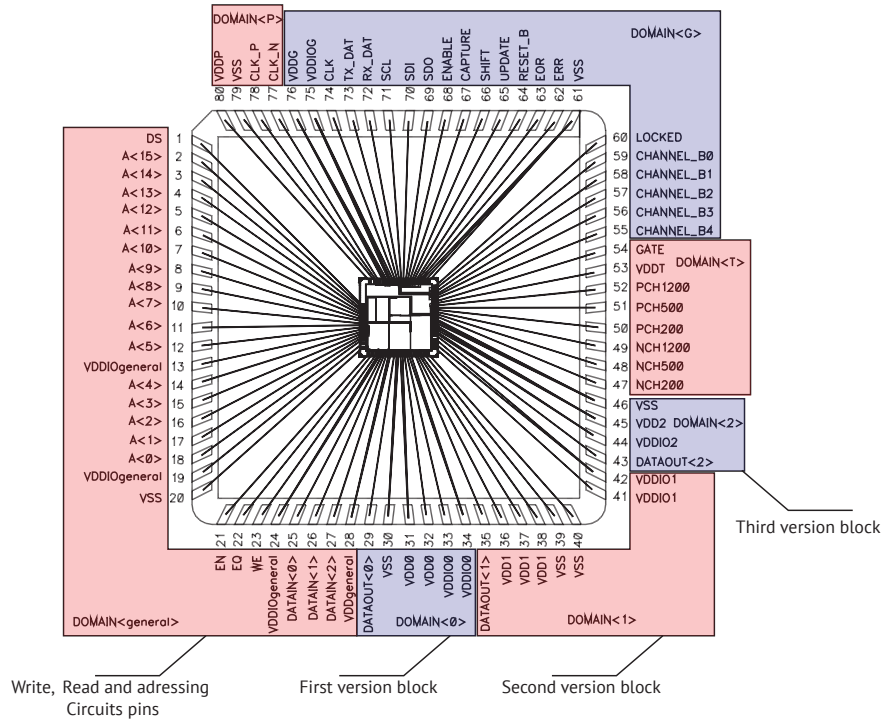 DOMAIN<P>
80 VDDP
79 VSS
78 CLK_P
77 CLK_N
DOMAIN<G>
76 VDDG
75 VDDIOG
74 CLK
73 TX_DAT
72 RX_DAT
71 SCL
70 SDI
69 SDO
68 ENABLE
67 CAPTURE
66 SHIFT
65 UPDATE
64 RESET_B
63 EOR
62 ERR
61 VSS
DS 1
A<15> 2
A<14> 3
A<13> 4
A<12> 5
A<11> 6
A<10> 7
A<9> 8
A<8> 9
A<7> 10
A<6> 11
A<5> 12
VDDIOgeneral 13
A<4> 14
A<3> 15
A<2> 16
A<1> 17
A<0> 18
VDDIOgeneral 19
VSS 20
60 LOCKED
59 CHANNEL_B0
58 CHANNEL_B1
57 CHANNEL_B2
56 CHANNEL_B3
55 CHANNEL_B4
54 GATE
53 VDDT DOMAIN<T>
52 PCH1200
51 PCH500
50 PCH200
49 NCH1200
48 NCH500
47 NCH200
46 VSS
45 VDD2 DOMAIN<2>
44 VDDIO2
43 DATAOUT<2>
42 VDDIO1
41 VDDIO1
EN 21
EQ 22
WE 23
VDDIOgeneral 24
DATAIN<0> 25
DATAIN<1> 26
DATAIN<2> 27
VDDgeneral 28
DATAOUT<0> 29
VSS 30
VDD0 31
VDD0 32
VDDIO0 33
VDDIO0 34
DATAOUT<1> 35
VDD1 36
VDD1 37
VDD1 38
VSS 39
VSS 40
DOMAIN<general>
DOMAIN<0>
DOMAIN<1>
Third version block
Write, Read and adressing
Circuits pins
First version block
Second version block